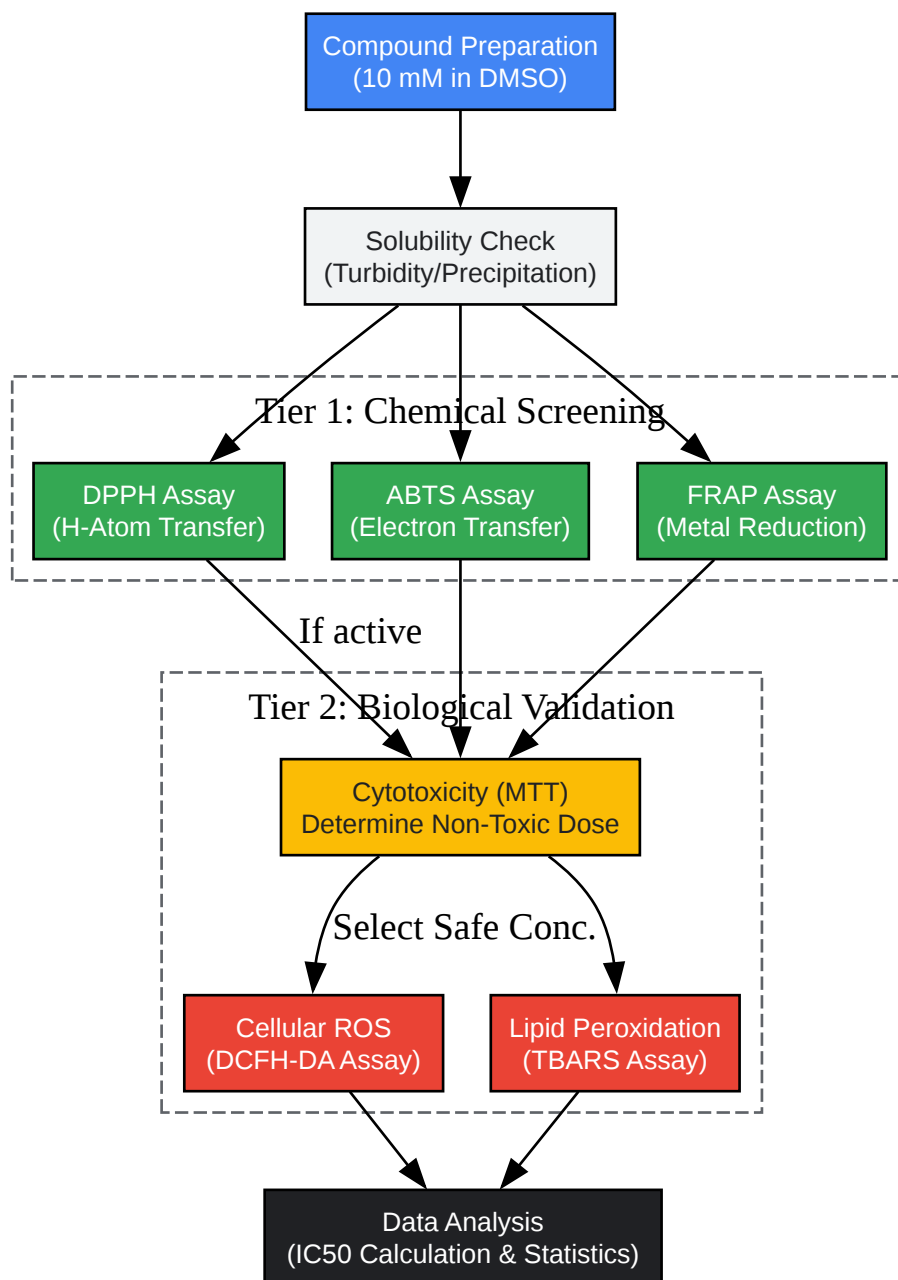 Compound Preparation
(10 mM in DMSO)
Solubility Check
(Turbidity/Precipitation)
Tier 1: Chemical Screening
DPPH Assay
(H-Atom Transfer)
ABTS Assay
(Electron Transfer)
FRAP Assay
(Metal Reduction)
If active
Tier 2: Biological Validation
Cytotoxicity (MTT)
Determine Non-Toxic Dose
Select Safe Conc.
Cellular ROS
(DCFH-DA Assay)
Lipid Peroxidation
(TBARS Assay)
Data Analysis
(IC50 Calculation & Statistics)